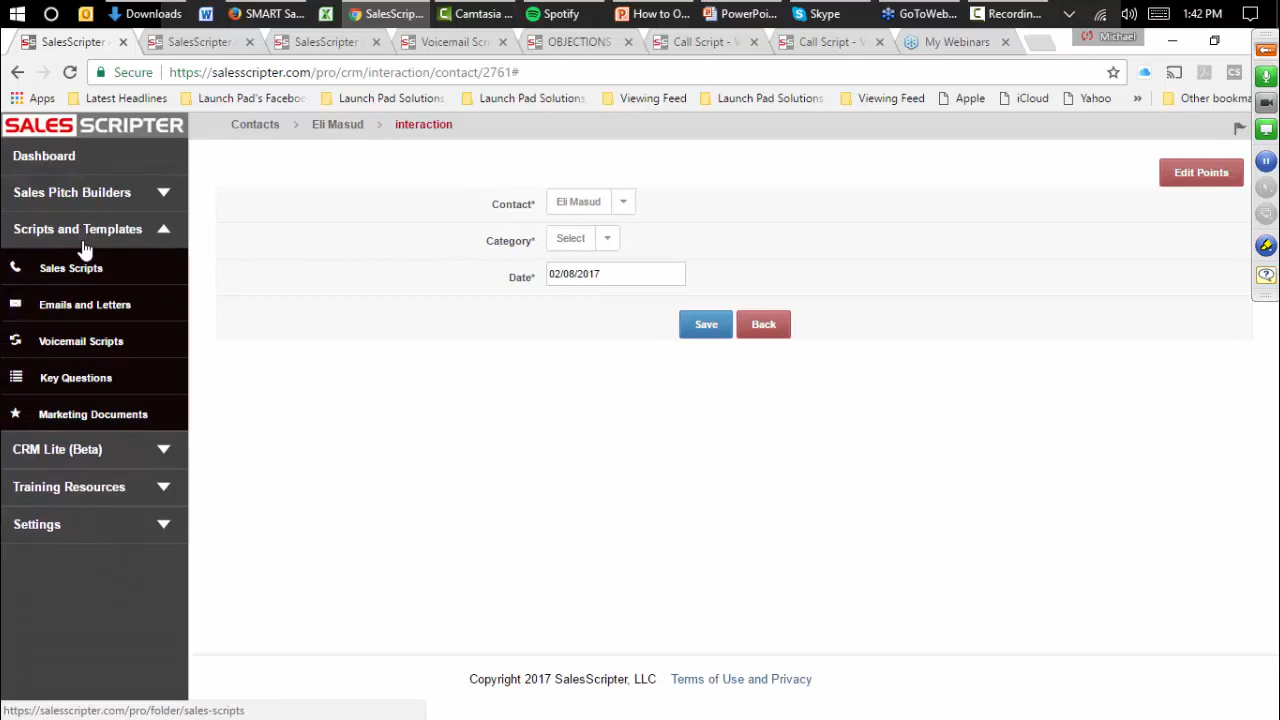 Downloads
SMART Sa...
SalesScrip...
Camtasia ...
Spotify
How to O...
PowerPoi...
Skype
GoToWeb...
Recordin...
1:42 PM
SalesScripter
SalesScripter
SalesScripter
Voicemail Scr
OBJECTIONS
Call Script - V
Call Script - V
My Webinars
Michael
Secure
https://salesscripter.com/pro/crm/interaction/contact/2761#
Apps
Latest Headlines
Launch Pad's Faceboc
Launch Pad Solutions
Launch Pad Solutions
Viewing Feed
Launch Pad Solutions
Viewing Feed
Apple
iCloud
Yahoo
»
Other bookma
SALES SCRIPTER
Contacts > Eli Masud > interaction
Dashboard
Sales Pitch Builders
Scripts and Templates
Sales Scripts
Emails and Letters
Voicemail Scripts
Key Questions
Marketing Documents
CRM Lite (Beta)
Training Resources
Settings
Edit Points
Contact* Eli Masud
Category* Select
Date* 02/08/2017
Save Back
Copyright 2017 SalesScripter, LLC Terms of Use and Privacy
https://salesscripter.com/pro/folder/sales-scripts